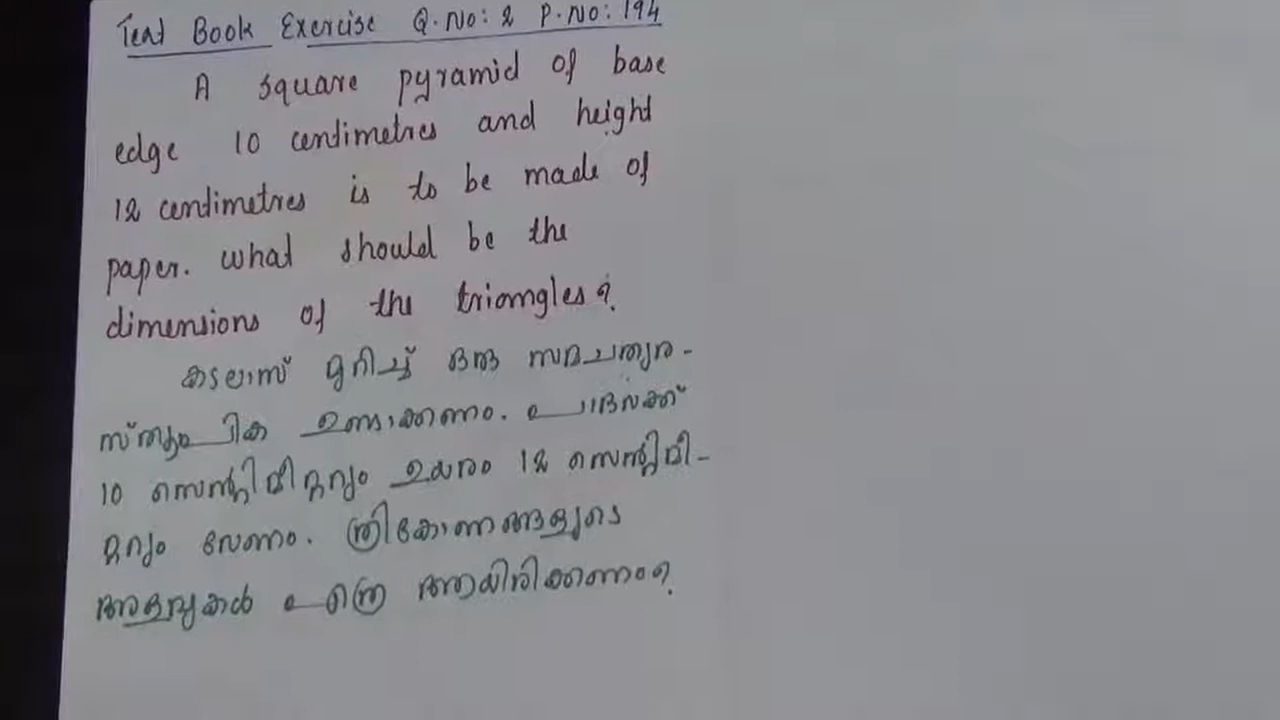 Text Book Exercise Q.No: 2 P.No: 194
A square pyramid of base
edge 10 centimetres and height
12 centimetres is to be made of
paper. What should be the
dimensions of the triangles?
കടലാസ് മുറിച്ച് ഒരു സമചതുര-
സ്തൂപിക ഉണ്ടാക്കണം. പാദവക്ക്
10 സെന്റിമീറ്ററും ഉയരം 12 സെന്റിമീ-
റ്ററും വേണം. ത്രികോണങ്ങളുടെ
അളവുകൾ എത്ര ആയിരിക്കണം?